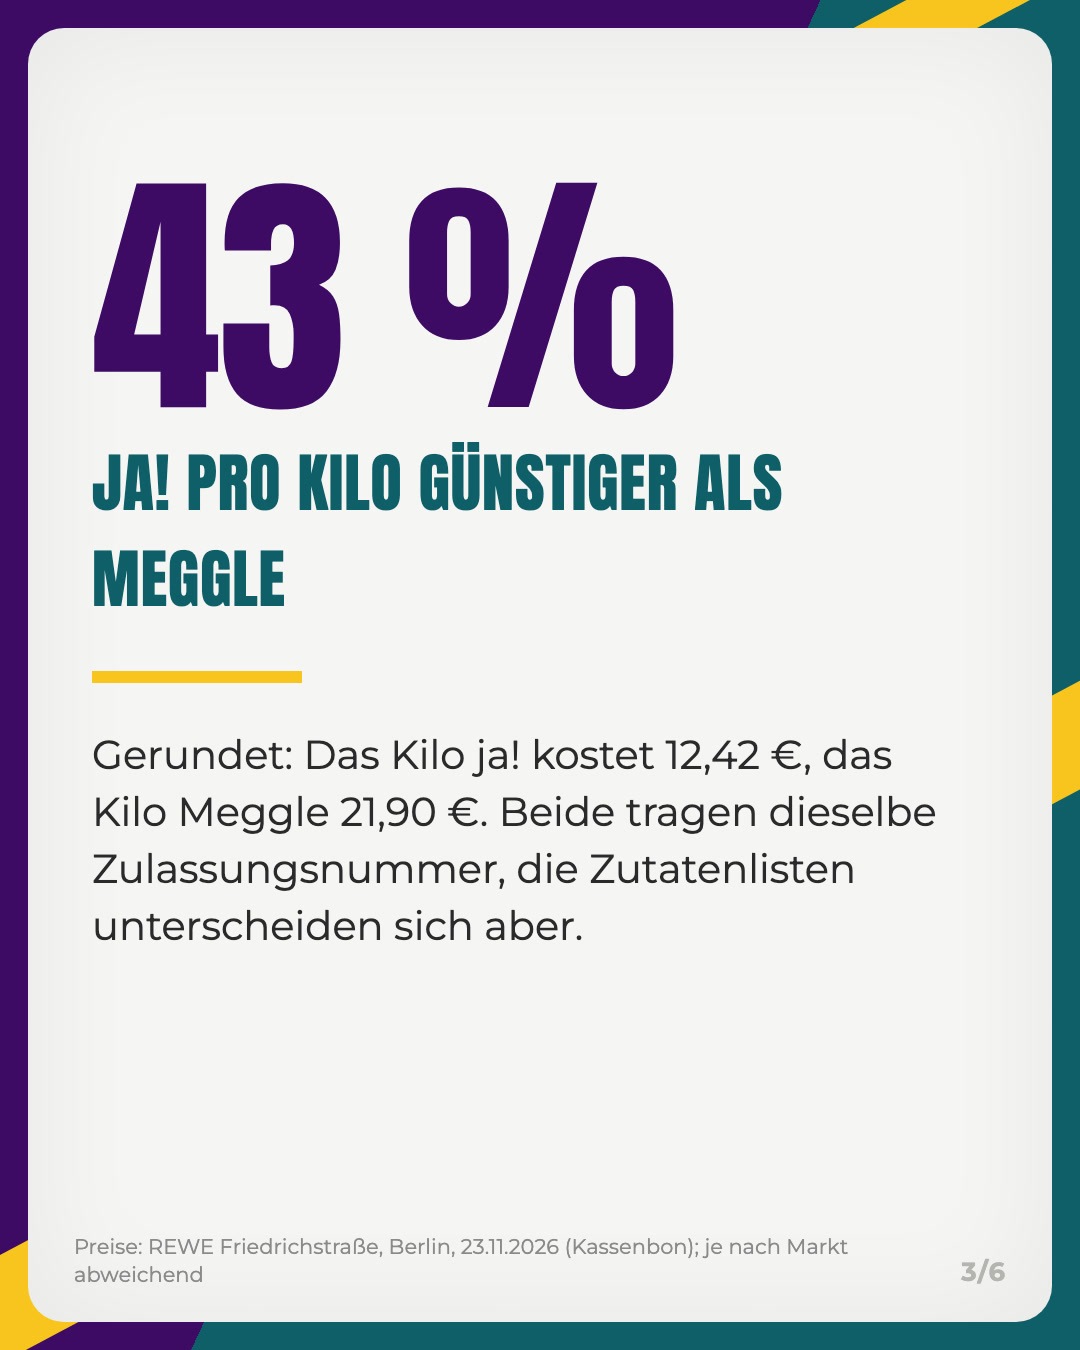 43 %
JA! PRO KILO GÜNSTIGER ALS
MEGGLE
Gerundet: Das Kilo ja! kostet 12,42 €, das
Kilo Meggle 21,90 €. Beide tragen dieselbe
Zulassungsnummer, die Zutatenlisten
unterscheiden sich aber.
Preise: REWE Friedrichstraße, Berlin, 23.11.2026 (Kassenbon); je nach Markt
abweichend
3/6